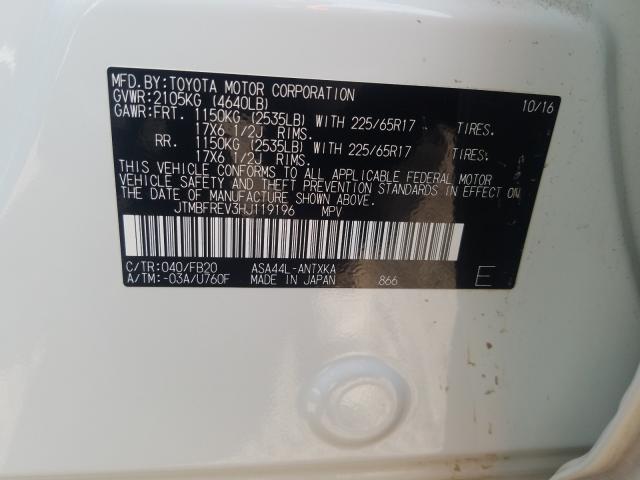 MFD.BY:TOYOTA MOTOR CORPORATION 10/16
GVWR:2105KG (4640LB)
GAWR:FRT. 1150KG (2535LB) WITH 225/65R17 TIRES.
17X6 1/2J RIMS.
RR. 1150KG (2535LB) WITH 225/65R17 TIRES.
17X6 1/2J RIMS.
THIS VEHICLE CONFORMS TO ALL APPLICABLE FEDERAL MOTOR
VEHICLE SAFETY AND THEFT PREVENTION STANDARDS IN EFFECT ON
THE DATE OF MANUFACTURE SHOWN ABOVE.
JTMBFREV3HJ119196 MPV
C/TR:040/FB20 ASA44L-ANTXKA
A/TM:-03A/U760F MADE IN JAPAN 866 E